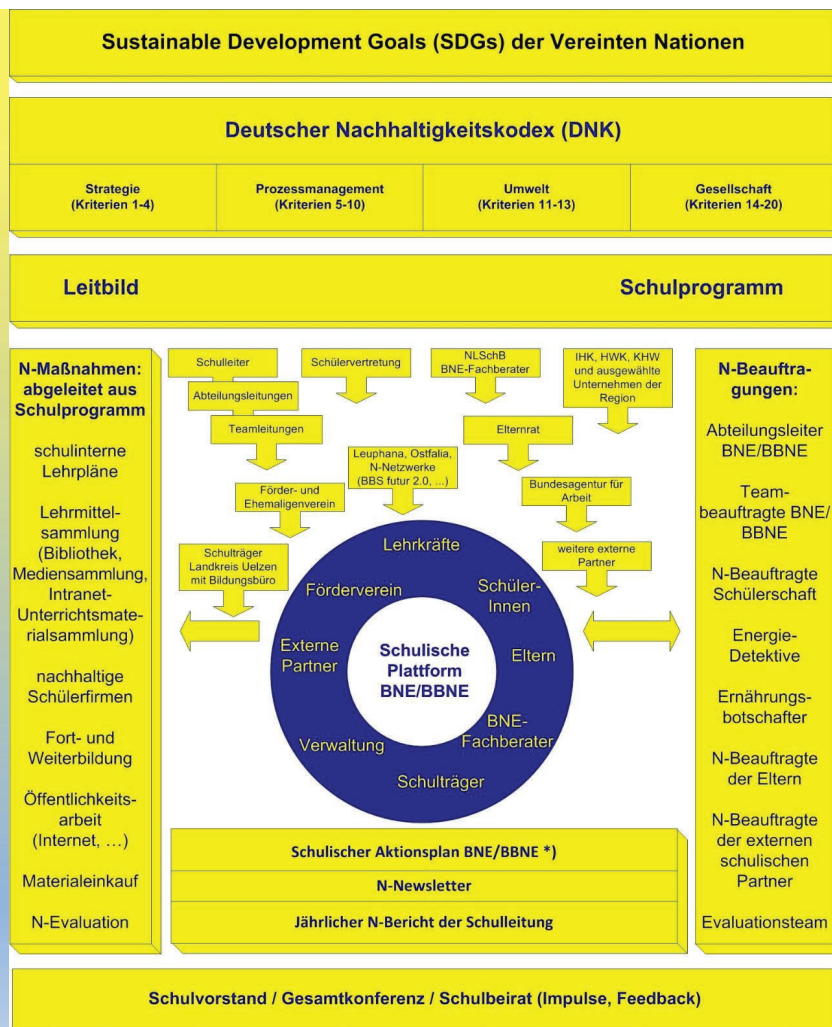 Sustainable Development Goals (SDGs) der Vereinten Nationen
Deutscher Nachhaltigkeitskodex (DNK)
Strategie
(Kriterien 1-4)
Prozessmanagement
(Kriterien 5-10)
Umwelt
(Kriterien 11-13)
Gesellschaft
(Kriterien 14-20)
Leitbild
Schulprogramm
N-Maßnahmen:
abgeleitet aus
Schulprogramm
schulinterne
Lehrpläne
Lehrmittel-
sammlung
(Bibliothek,
Mediensammlung,
Intranet-
Unterrichtsmate-
rialsammlung)
nachhaltige
Schülerfirmen
Fort- und
Weiterbildung
Öffentlichkeits-
arbeit
(Internet, …)
Materialeinkauf
N-Evaluation
Schulleiter
Abteilungsleitungen
Teamleitungen
Schülervertretung
NLSchB
BNE-Fachberater
IHK, HWK, KHW
und ausgewählte
Unternehmen der
Region
Elternrat
Leuphana, Ostfalia,
N-Netzwerke
(BBS futur 2.0, ...)
Förder- und
Ehemaligenverein
Bundesagentur für
Arbeit
Schulträger
Landkreis Uelzen
mit Bildungsbüro
weitere externe
Partner
Lehrkräfte
Schüler-
Innen
Eltern
BNE-
Fachberater
Schulträger
Verwaltung
Externe
Partner
Förderverein
Schulische
Plattform
BNE/BBNE
Schulischer Aktionsplan BNE/BBNE *)
N-Newsletter
Jährlicher N-Bericht der Schulleitung
N-Beauftra-
gungen:
Abteilungsleiter
BNE/BBNE
Team-
beauftragte BNE/
BBNE
N-Beauftragte
Schülerschaft
Energie-
Detektive
Ernährungs-
botschafter
N-Beauftragte
der Eltern
N-Beauftragte
der externen
schulischen
Partner
Evaluationsteam
Schulvorstand / Gesamtkonferenz / Schulbeirat (Impulse, Feedback)